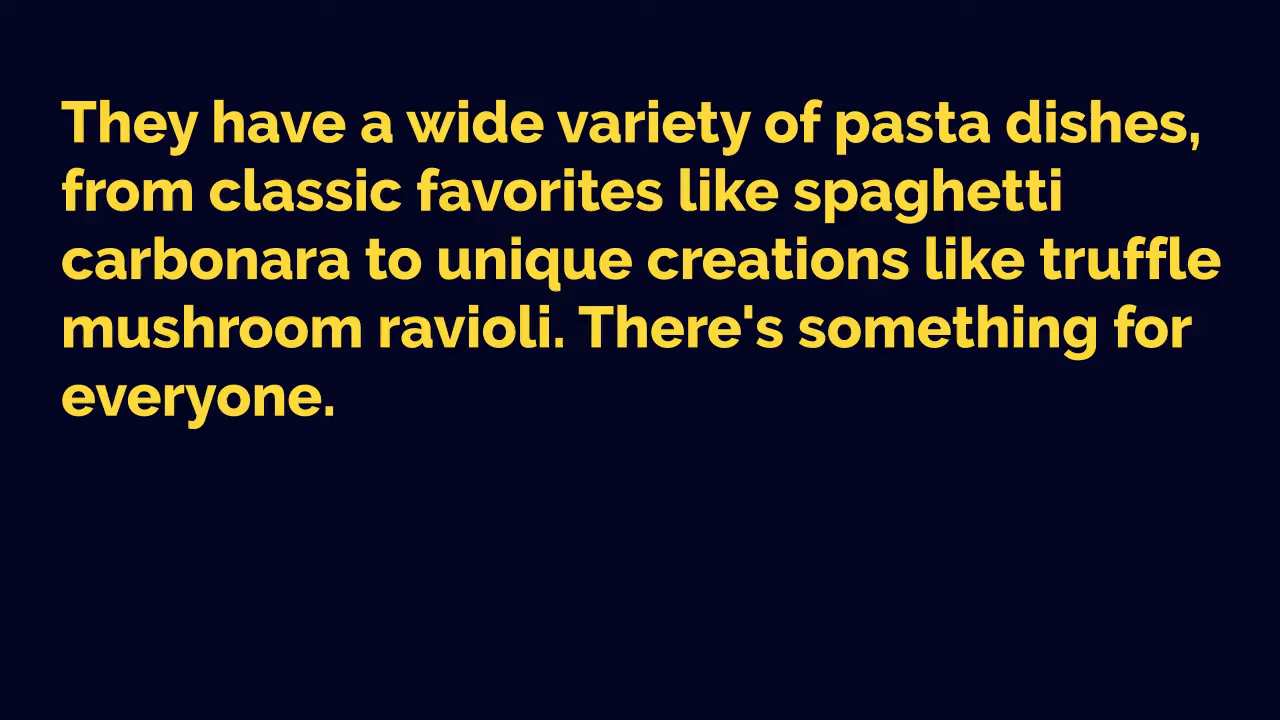 They have a wide variety of pasta dishes,
from classic favorites like spaghetti
carbonara to unique creations like truffle
mushroom ravioli. There's something for
everyone.